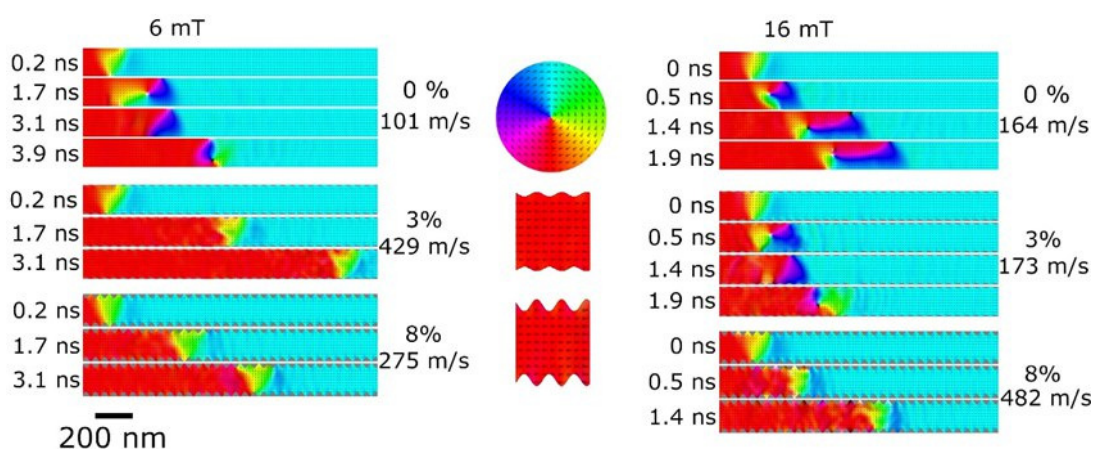 6 mT
0.2 ns
1.7 ns
3.1 ns
3.9 ns
0 %
101 m/s
0.2 ns
1.7 ns
3.1 ns
3%
429 m/s
0.2 ns
1.7 ns
3.1 ns
8%
275 m/s
200 nm
16 mT
0 ns
0.5 ns
1.4 ns
1.9 ns
0 %
164 m/s
0 ns
0.5 ns
1.4 ns
1.9 ns
3%
173 m/s
0 ns
0.5 ns
1.4 ns
8%
482 m/s